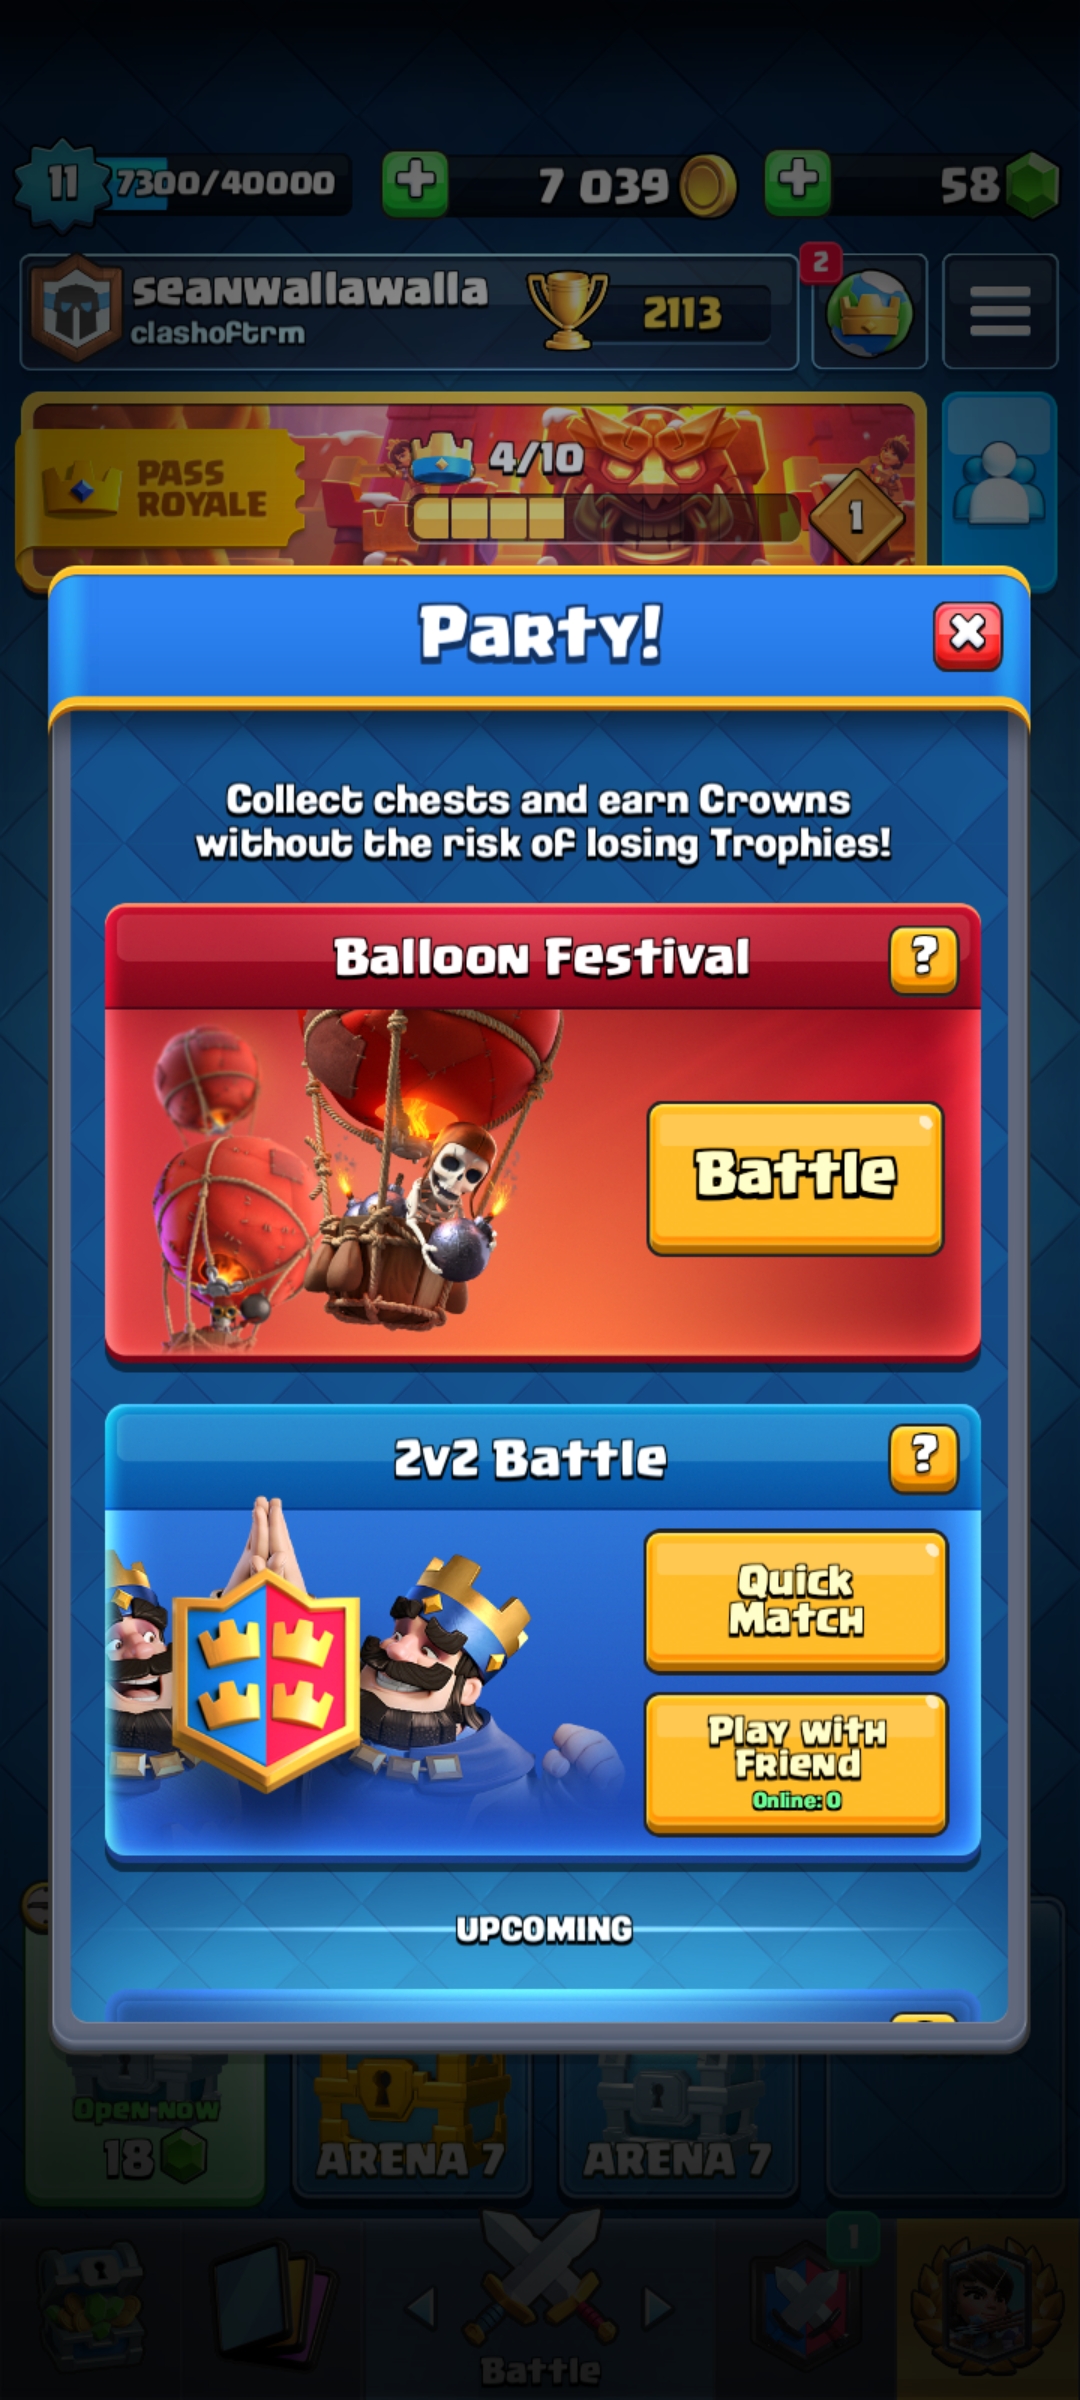 11
7300/40000
7 039
58
seanwallawalla
clashoftrm
2113
2
PASS
ROYALE
4/10
1
Party!
Collect chests and earn Crowns
without the risk of losing Trophies!
Balloon Festival
?
Battle
2v2 Battle
?
Quick
Match
Play with
Friend
Online: 0
UPCOMING
Open now
18
ARENA 7
ARENA 7
1
Battle